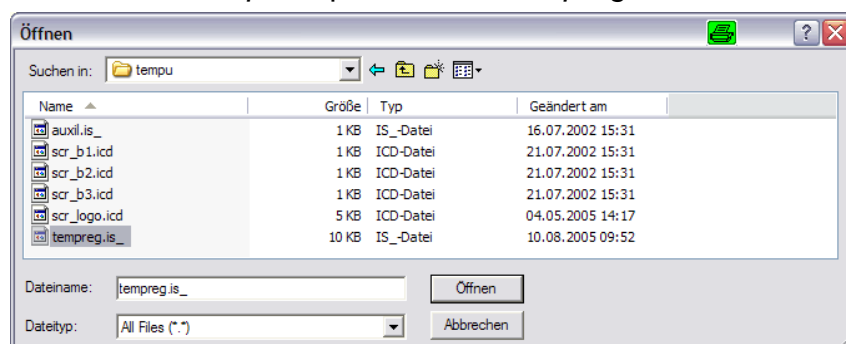 Öffnen
Suchen in: tempu
Name Größe Typ Geändert am
auxil.is_ 1 KB IS_-Datei 16.07.2002 15:31
scr_b1.icd 1 KB ICD-Datei 21.07.2002 15:31
scr_b2.icd 1 KB ICD-Datei 21.07.2002 15:31
scr_b3.icd 1 KB ICD-Datei 21.07.2002 15:31
scr_logo.icd 5 KB ICD-Datei 04.05.2005 14:17
tempreg.is_ 10 KB IS_-Datei 10.08.2005 09:52
Dateiname: tempreg.is_ Öffnen
Dateityp: All Files (*.*) Abbrechen